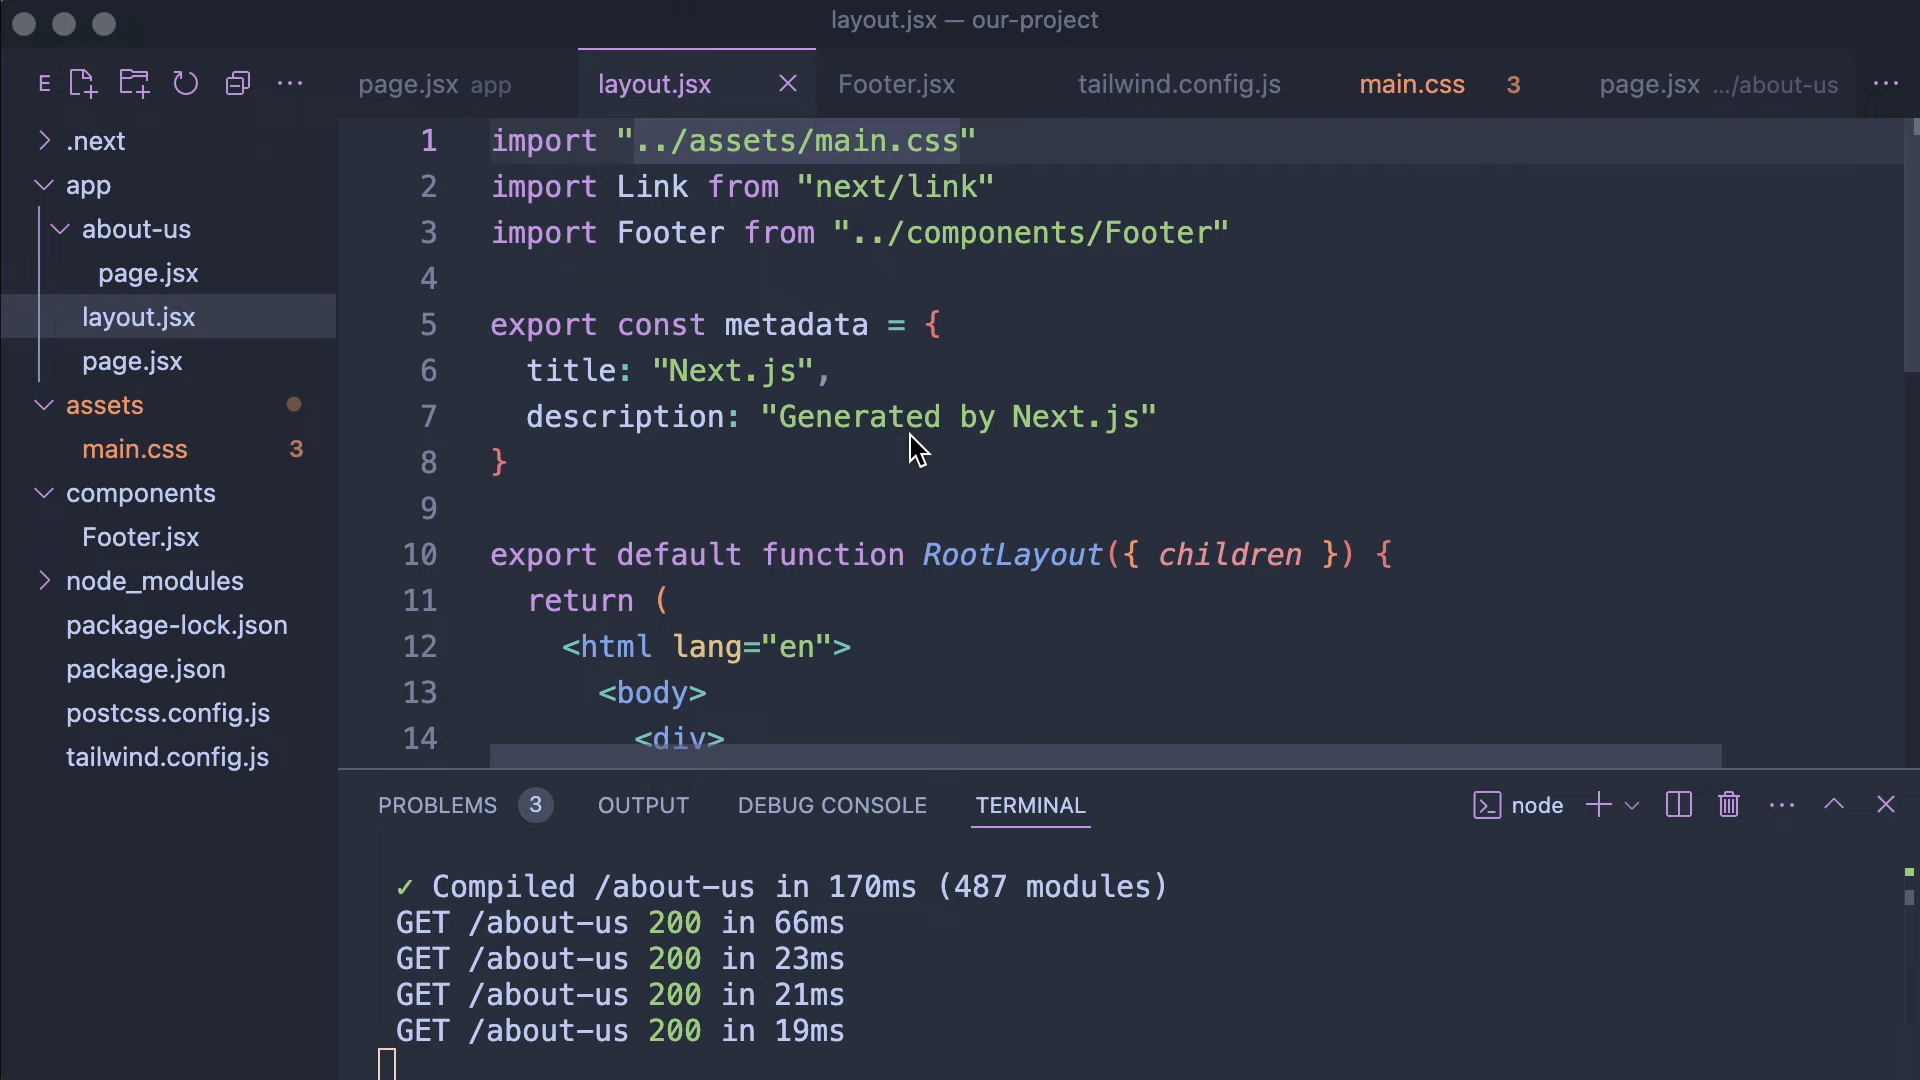 layout.jsx — our-project
E
page.jsx app
layout.jsx
Footer.jsx
tailwind.config.js
main.css 3
page.jsx .../about-us
.next
app
about-us
page.jsx
layout.jsx
page.jsx
assets
main.css 3
components
Footer.jsx
node_modules
package-lock.json
package.json
postcss.config.js
tailwind.config.js
1 import "../assets/main.css"
2 import Link from "next/link"
3 import Footer from "../components/Footer"
4
5 export const metadata = {
6 title: "Next.js",
7 description: "Generated by Next.js"
8 }
9
10 export default function RootLayout({ children }) {
11 return (
12 <html lang="en">
13 <body>
14 <div>
PROBLEMS 3 OUTPUT DEBUG CONSOLE TERMINAL
node
✓ Compiled /about-us in 170ms (487 modules)
GET /about-us 200 in 66ms
GET /about-us 200 in 23ms
GET /about-us 200 in 21ms
GET /about-us 200 in 19ms